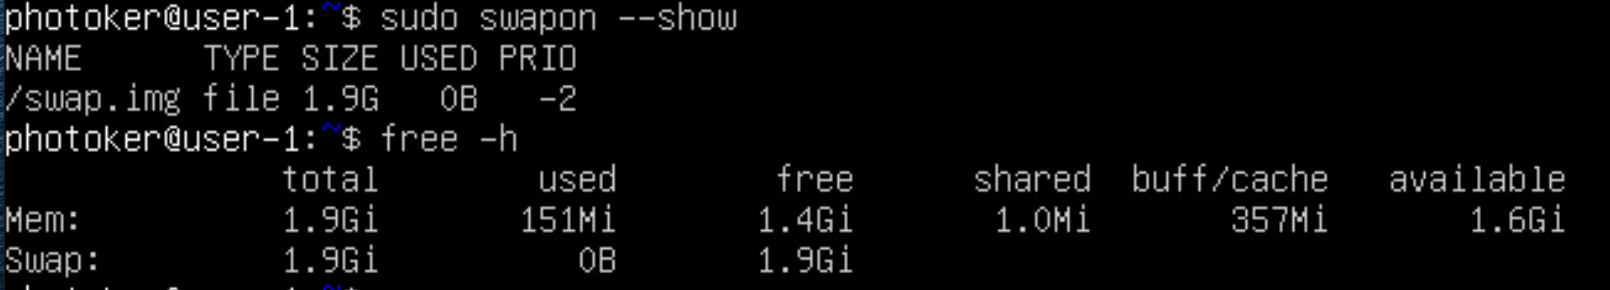 photoker@user-1:~$ sudo swapon --show
NAME      TYPE SIZE USED PRIO
/swap.img file 1.9G   0B   -2
photoker@user-1:~$ free -h
              total        used        free      shared  buff/cache   available
Mem:          1.9Gi       151Mi       1.4Gi       1.0Mi       357Mi       1.6Gi
Swap:         1.9Gi          0B       1.9Gi